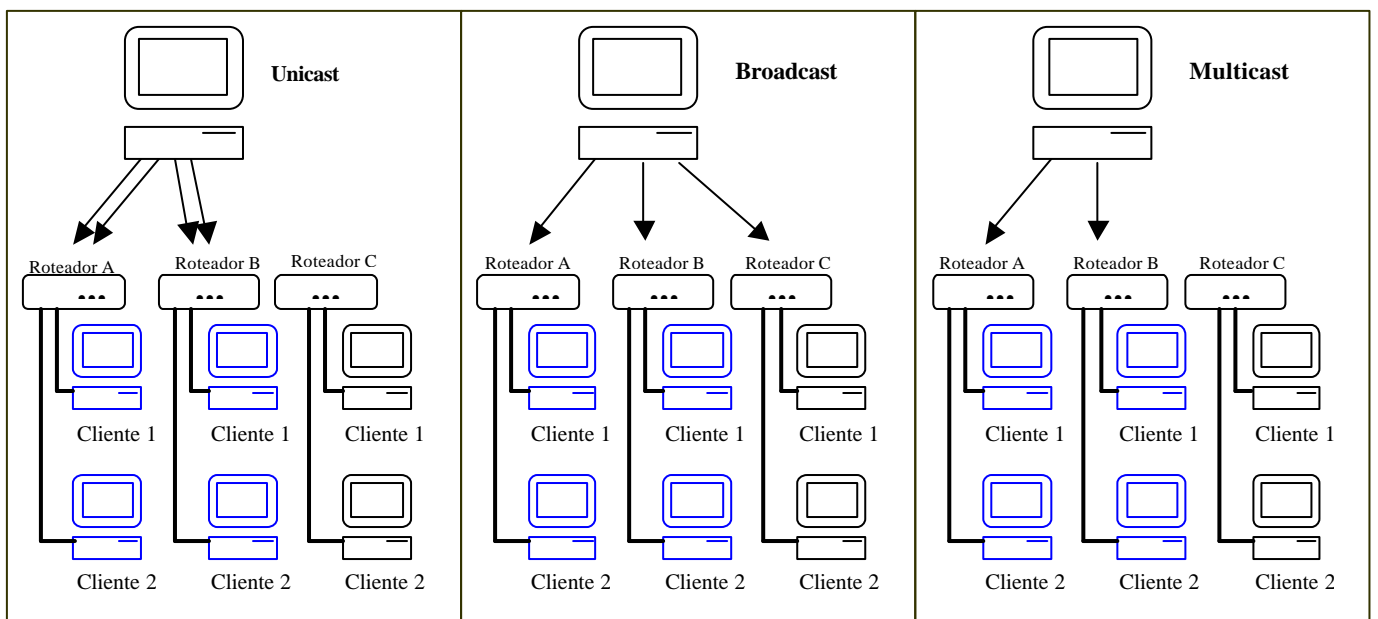 Unicast
Roteador A
Roteador B
Roteador C
Cliente 1
Cliente 1
Cliente 1
Cliente 2
Cliente 2
Cliente 2
Broadcast
Roteador A
Roteador B
Roteador C
Cliente 1
Cliente 1
Cliente 1
Cliente 2
Cliente 2
Cliente 2
Multicast
Roteador A
Roteador B
Roteador C
Cliente 1
Cliente 1
Cliente 1
Cliente 2
Cliente 2
Cliente 2